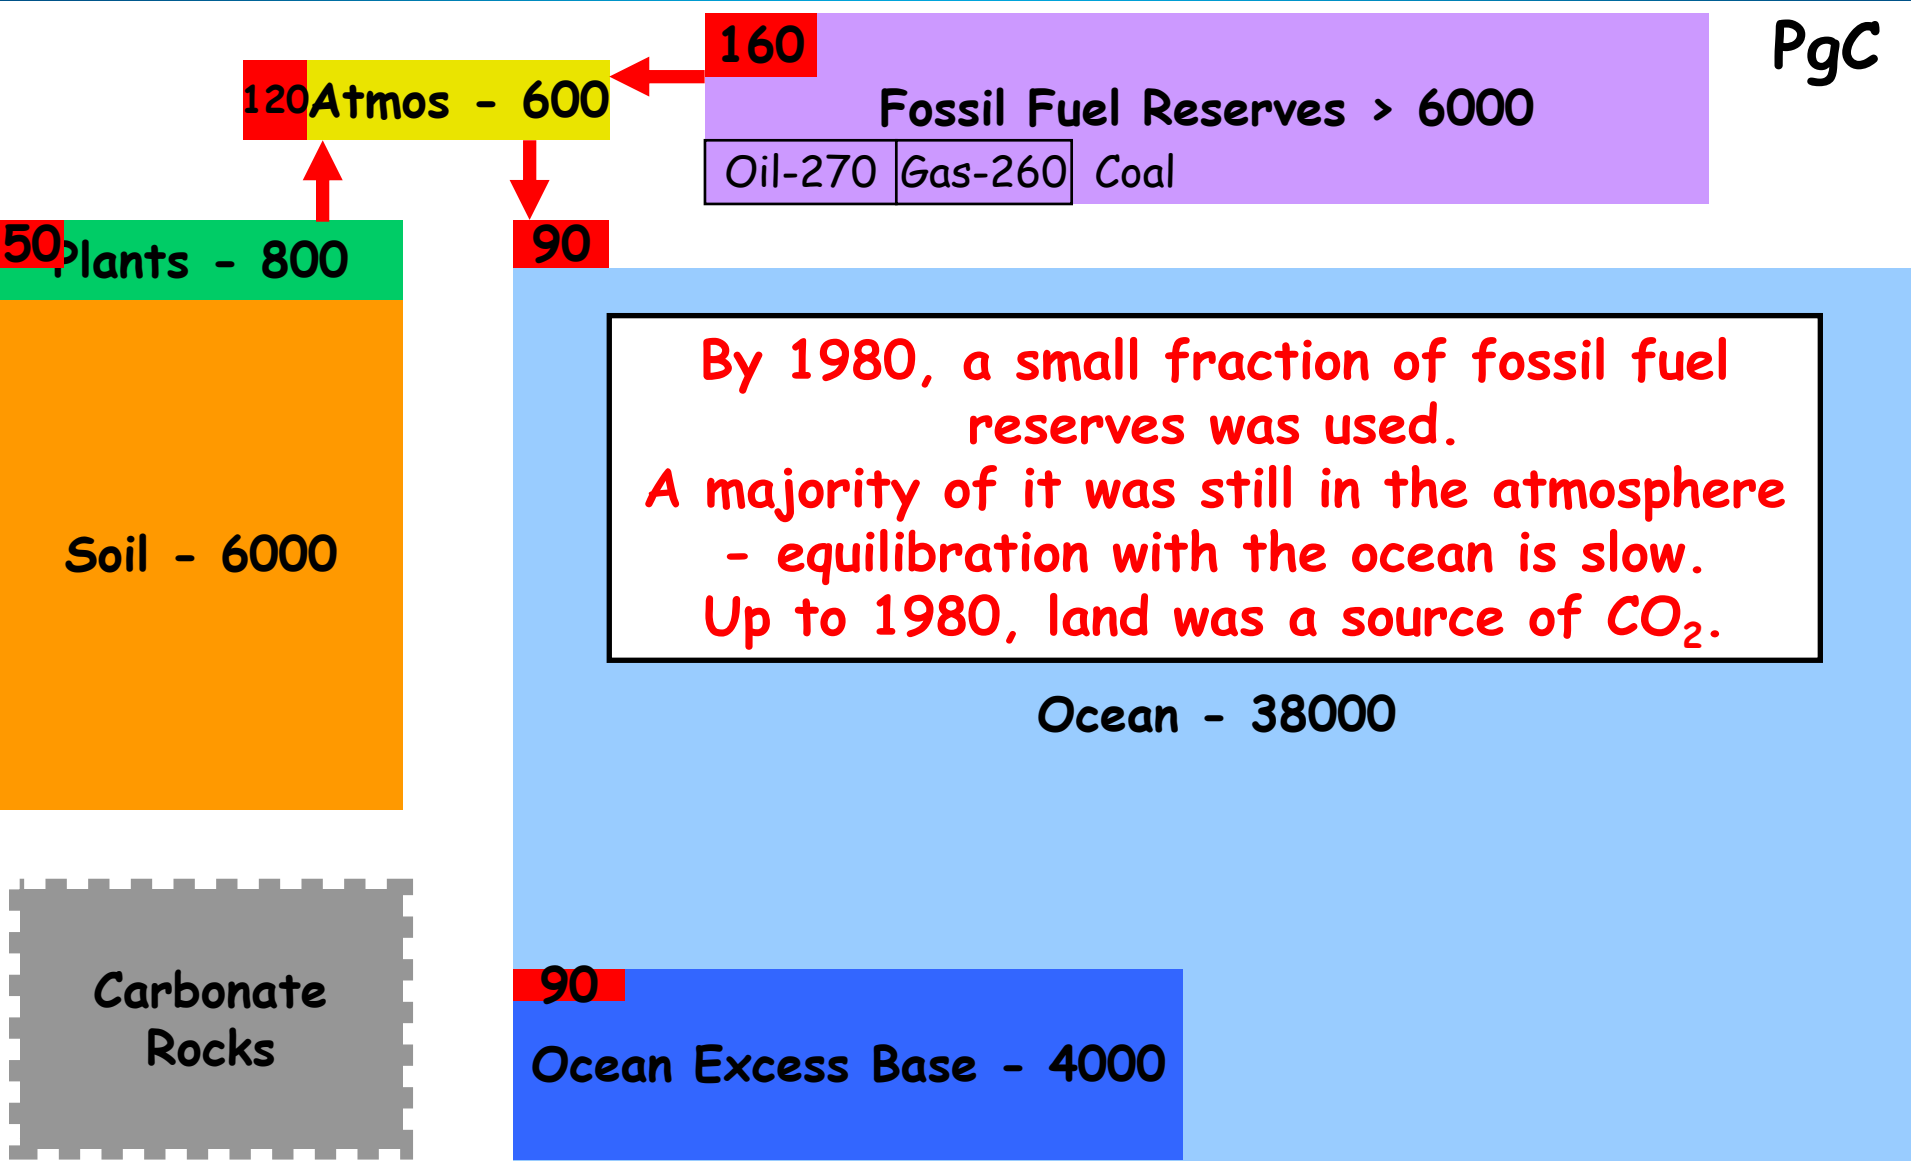 160
PgC
120
Atmos - 600
Fossil Fuel Reserves > 6000
Oil-270
Gas-260
Coal
50
Plants - 800
90
By 1980, a small fraction of fossil fuel
reserves was used.
A majority of it was still in the atmosphere
- equilibration with the ocean is slow.
Up to 1980, land was a source of CO₂.
Soil - 6000
Ocean - 38000
Carbonate
Rocks
90
Ocean Excess Base - 4000